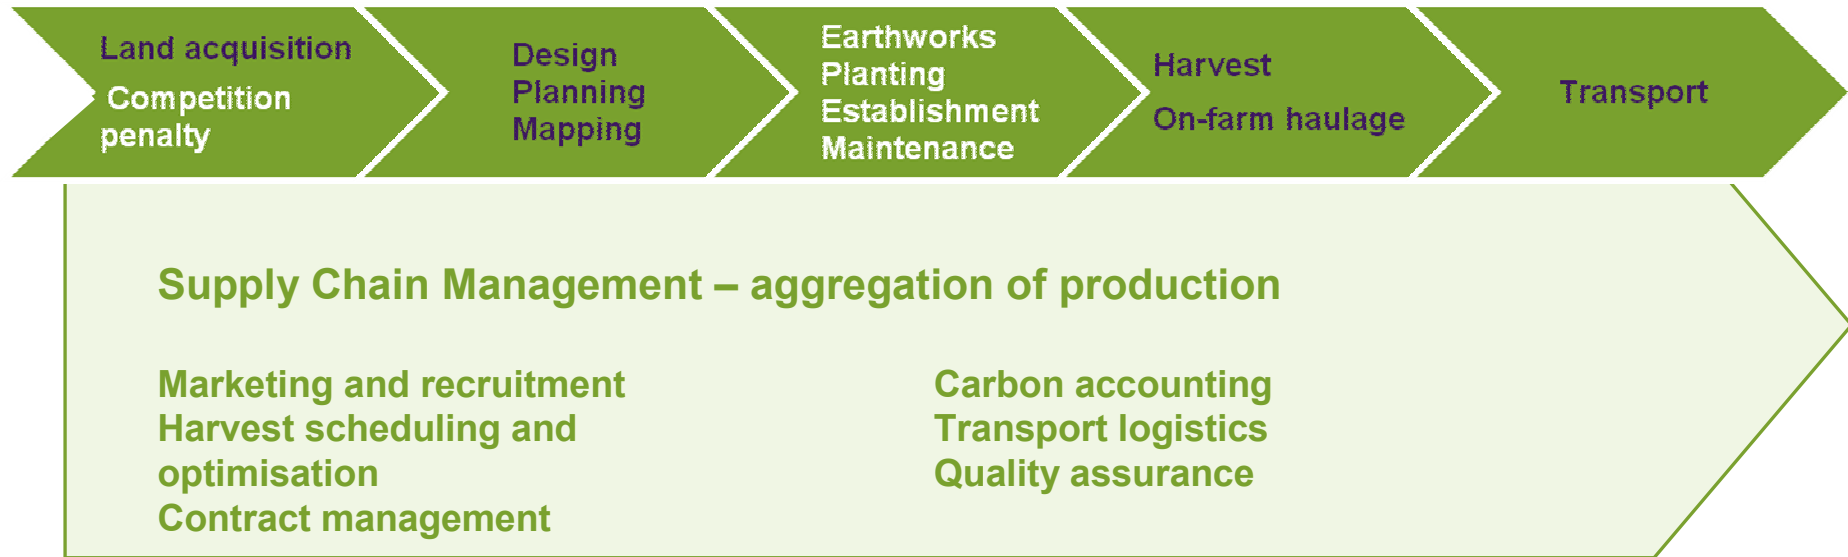 Land acquisition
Competition
penalty
Design
Planning
Mapping
Earthworks
Planting
Establishment
Maintenance
Harvest
On-farm haulage
Transport
Supply Chain Management – aggregation of production
Marketing and recruitment
Harvest scheduling and
optimisation
Contract management
Carbon accounting
Transport logistics
Quality assurance